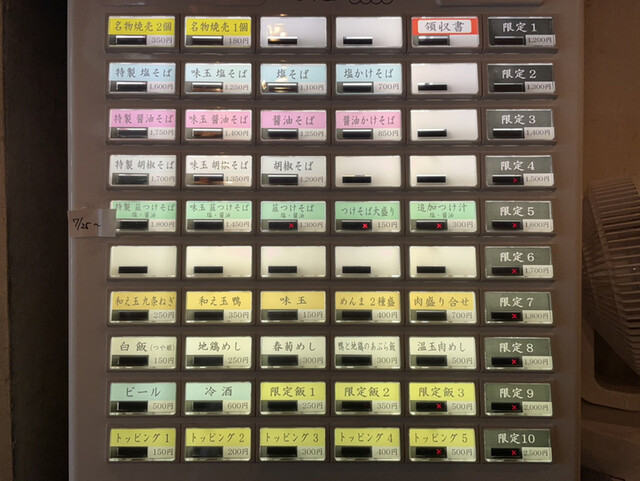 名物焼売2個 350円
名物焼売1個 180円
領収書
限定1 1,200円
特製 塩そば 1,600円
味玉 塩そば 1,250円
塩そば 1,100円
塩かけそば 700円
限定2 1,300円
特製 醤油そば 1,750円
味玉 醤油そば 1,400円
醤油そば 1,250円
醤油かけそば 850円
限定3 1,400円
特製 胡椒そば 1,700円
味玉 胡椒そば 1,350円
胡椒そば 1,200円
限定4 1,500円
7/25〜
特製 韮つけそば 塩・醤油 1,800円
味玉 韮つけそば 塩・醤油 1,450円
韮つけそば 塩・醤油 1,300円
つけそば大盛り 150円
追加つけ汁 塩・醤油 300円
限定5 1,600円
限定6 1,700円
和え玉九条ねぎ 250円
和え玉鴨 350円
味玉 150円
めんま2種盛 400円
肉盛り合せ 700円
限定7 1,800円
白飯(つや姫) 150円
地鶏めし 250円
春菊めし 300円
鴨と地鶏のあぶら飯 300円
温玉肉めし 500円
限定8 1,900円
ビール 500円
冷酒 600円
限定飯1 250円
限定飯2 350円
限定飯3 500円
限定9 2,000円
トッピング1 150円
トッピング2 200円
トッピング3 300円
トッピング4 400円
トッピング5 500円
限定10 2,500円